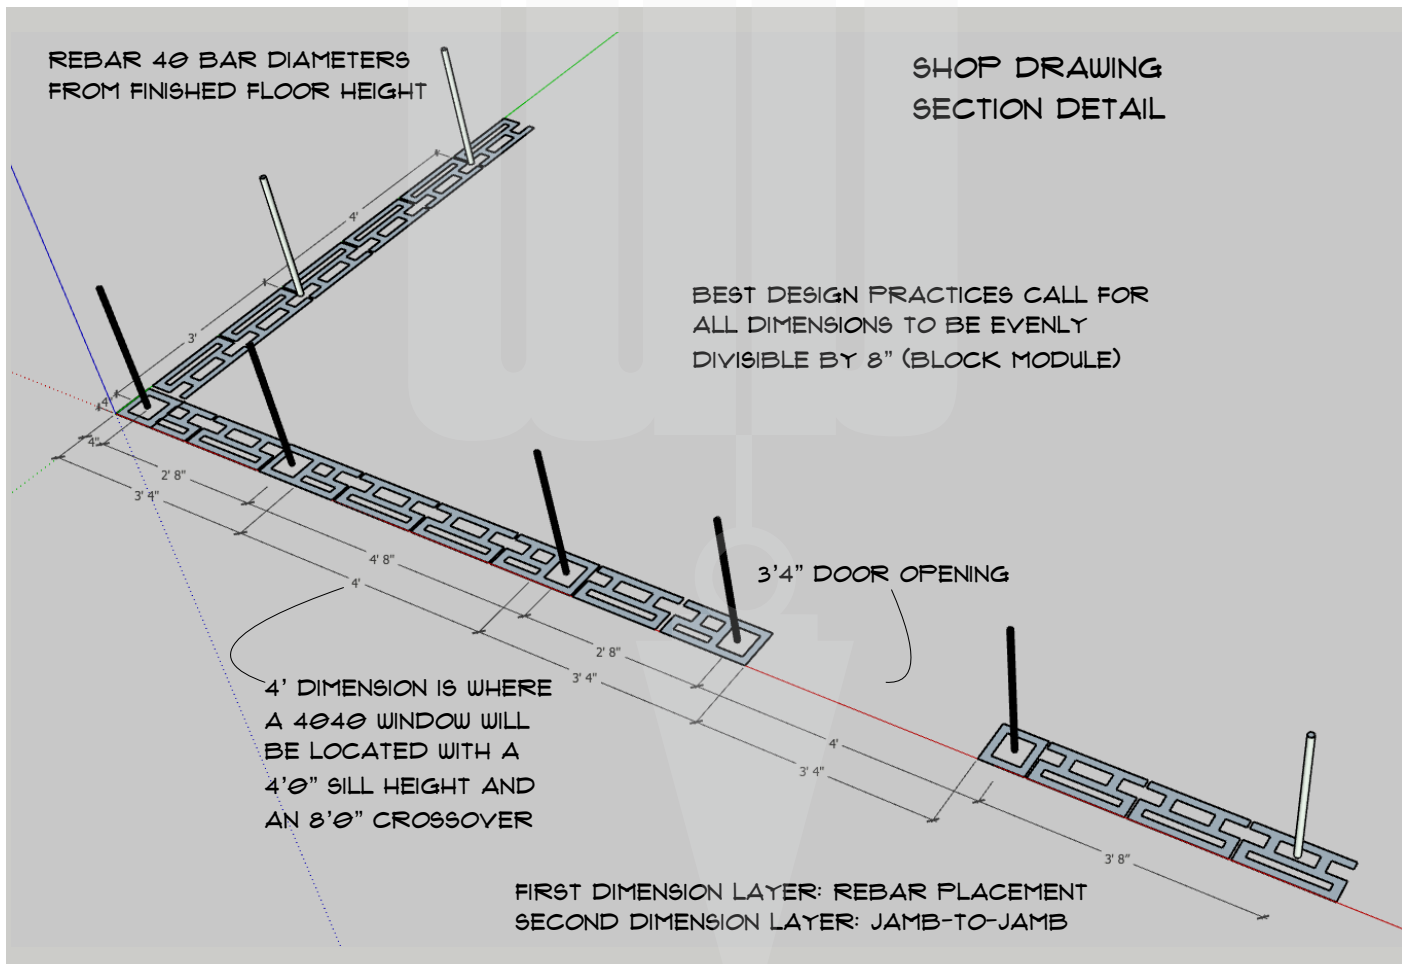 REBAR 40 BAR DIAMETERS
FROM FINISHED FLOOR HEIGHT
SHOP DRAWING
SECTION DETAIL
4'
3'
BEST DESIGN PRACTICES CALL FOR
ALL DIMENSIONS TO BE EVENLY
DIVISIBLE BY 8" (BLOCK MODULE)
4"
4"
2' 8"
3' 4"
4' 8"
4'
3'4" DOOR OPENING
2' 8"
3' 4"
4' DIMENSION IS WHERE
A 4040 WINDOW WILL
BE LOCATED WITH A
4'0" SILL HEIGHT AND
AN 8'0" CROSSOVER
4'
3' 4"
3' 8"
FIRST DIMENSION LAYER: REBAR PLACEMENT
SECOND DIMENSION LAYER: JAMB-TO-JAMB